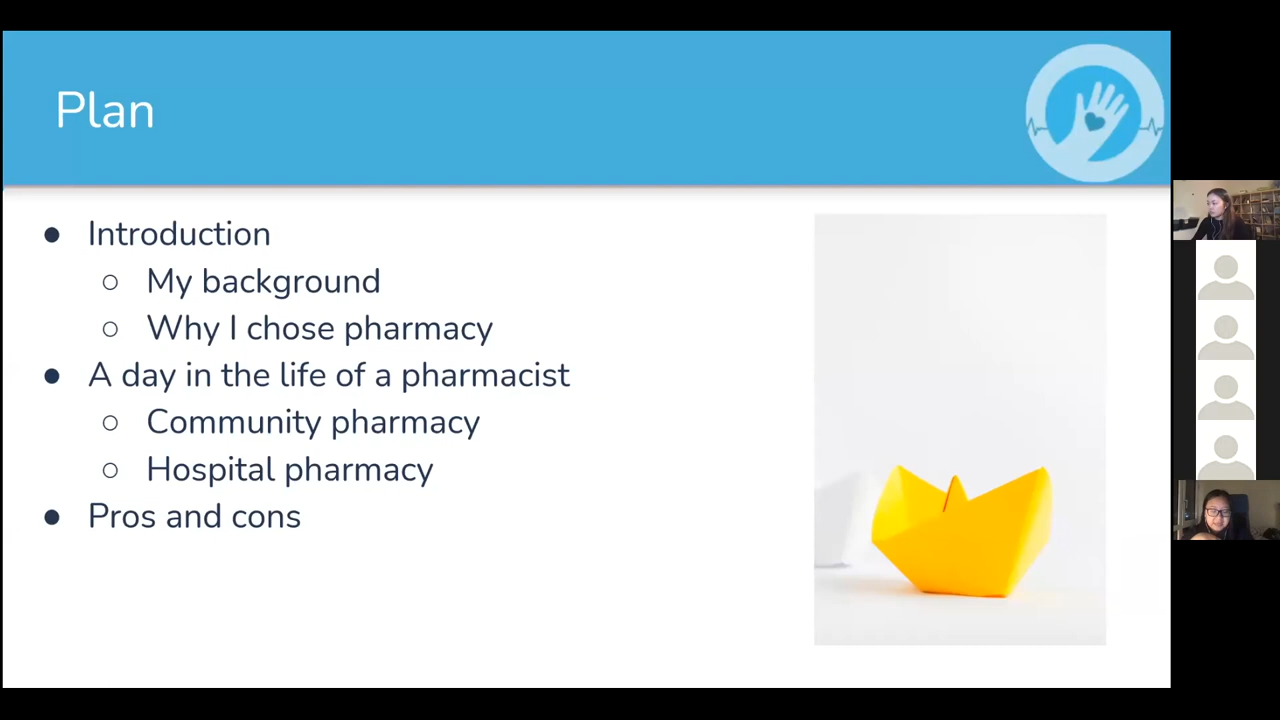 Plan
● Introduction
○ My background
○ Why I chose pharmacy
● A day in the life of a pharmacist
○ Community pharmacy
○ Hospital pharmacy
● Pros and cons